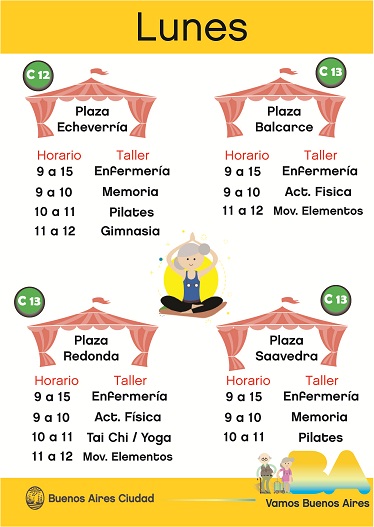 Lunes
C 12
Plaza
Echeverría
Horario Taller
9 a 15 Enfermería
9 a 10 Memoria
10 a 11 Pilates
11 a 12 Gimnasia
C 13
Plaza
Balcarce
Horario Taller
9 a 15 Enfermería
9 a 10 Act. Fisica
11 a 12 Mov. Elementos
C 13
Plaza
Redonda
Horario Taller
9 a 15 Enfermería
9 a 10 Act. Física
10 a 11 Tai Chi / Yoga
11 a 12 Mov. Elementos
C 13
Plaza
Saavedra
Horario Taller
9 a 15 Enfermería
9 a 10 Memoria
10 a 11 Pilates
BA
Buenos Aires Ciudad
Vamos Buenos Aires